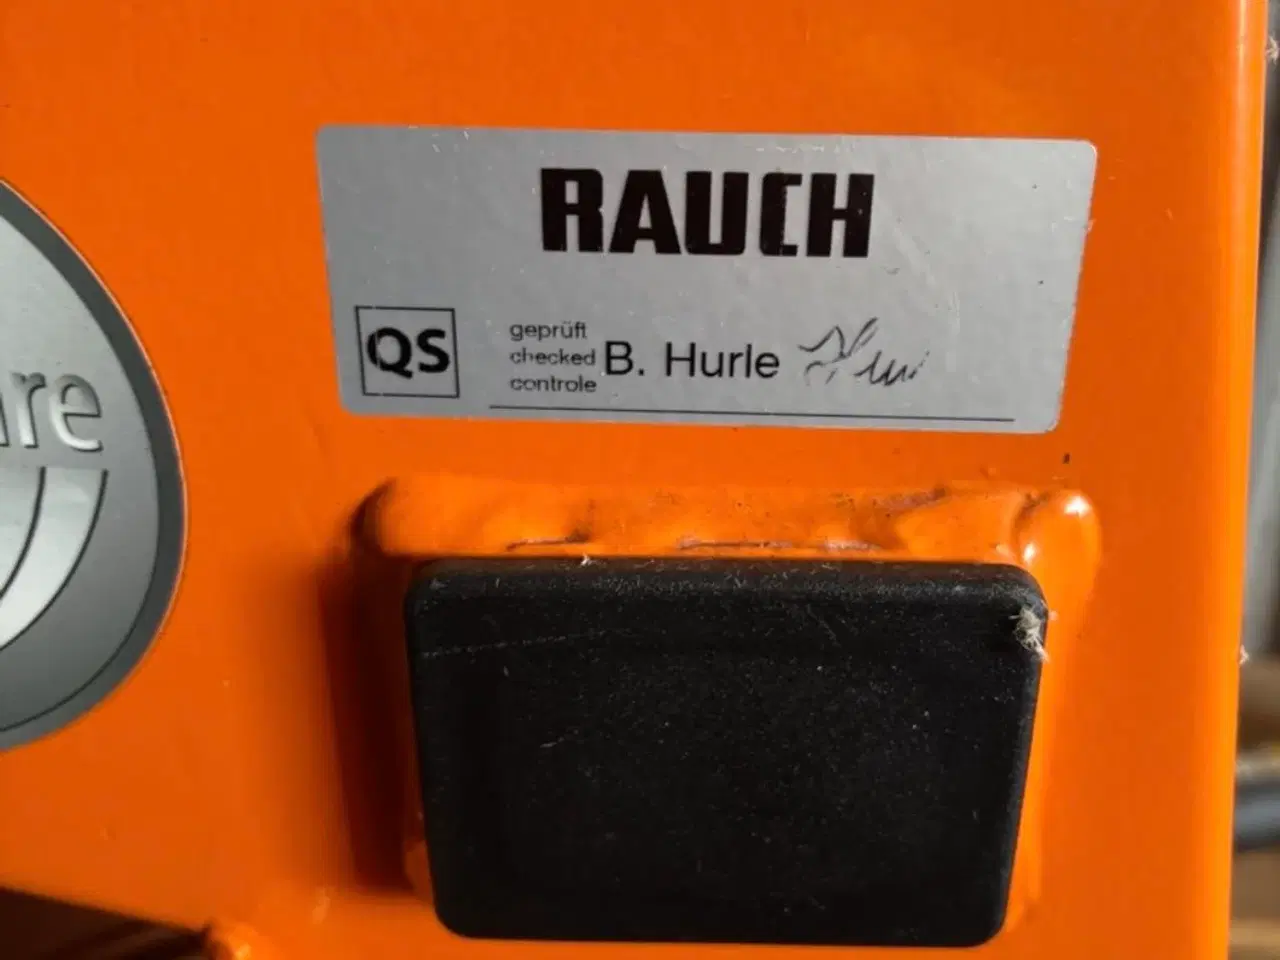 RAUCH
QS
geprüft
checked B. Hurle
controle